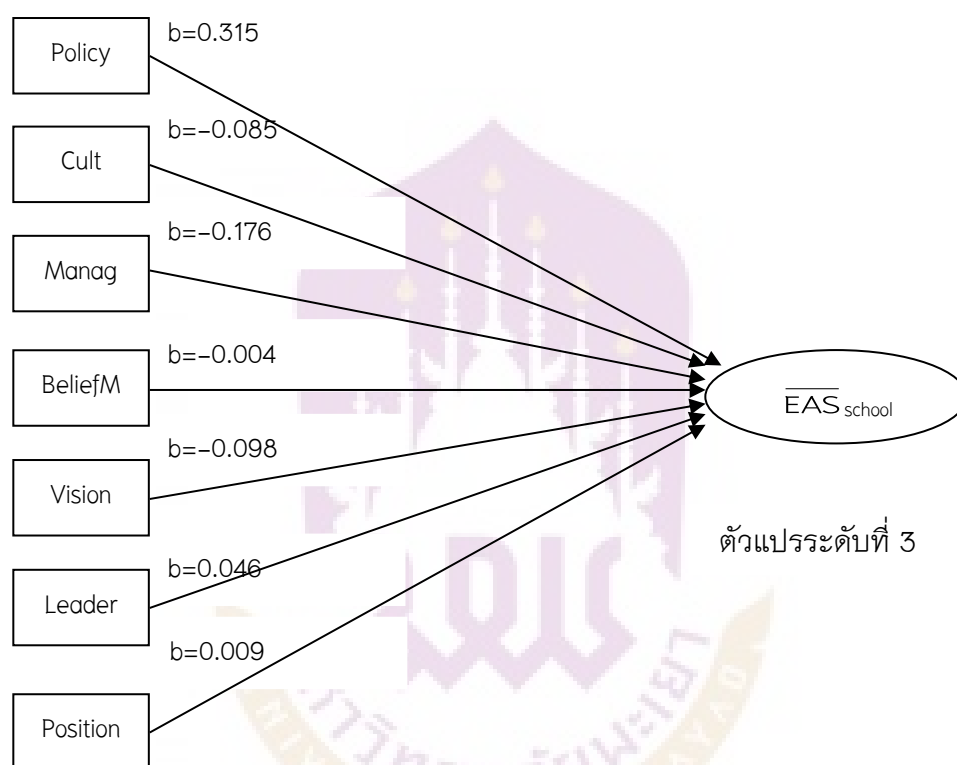 Policy
b=0.315
Cult
b=-0.085
Manag
b=-0.176
BeliefM
b=-0.004
Vision
b=-0.098
Leader
b=0.046
Position
b=0.009
EAS School
ตัวแปรระดับที่ 3